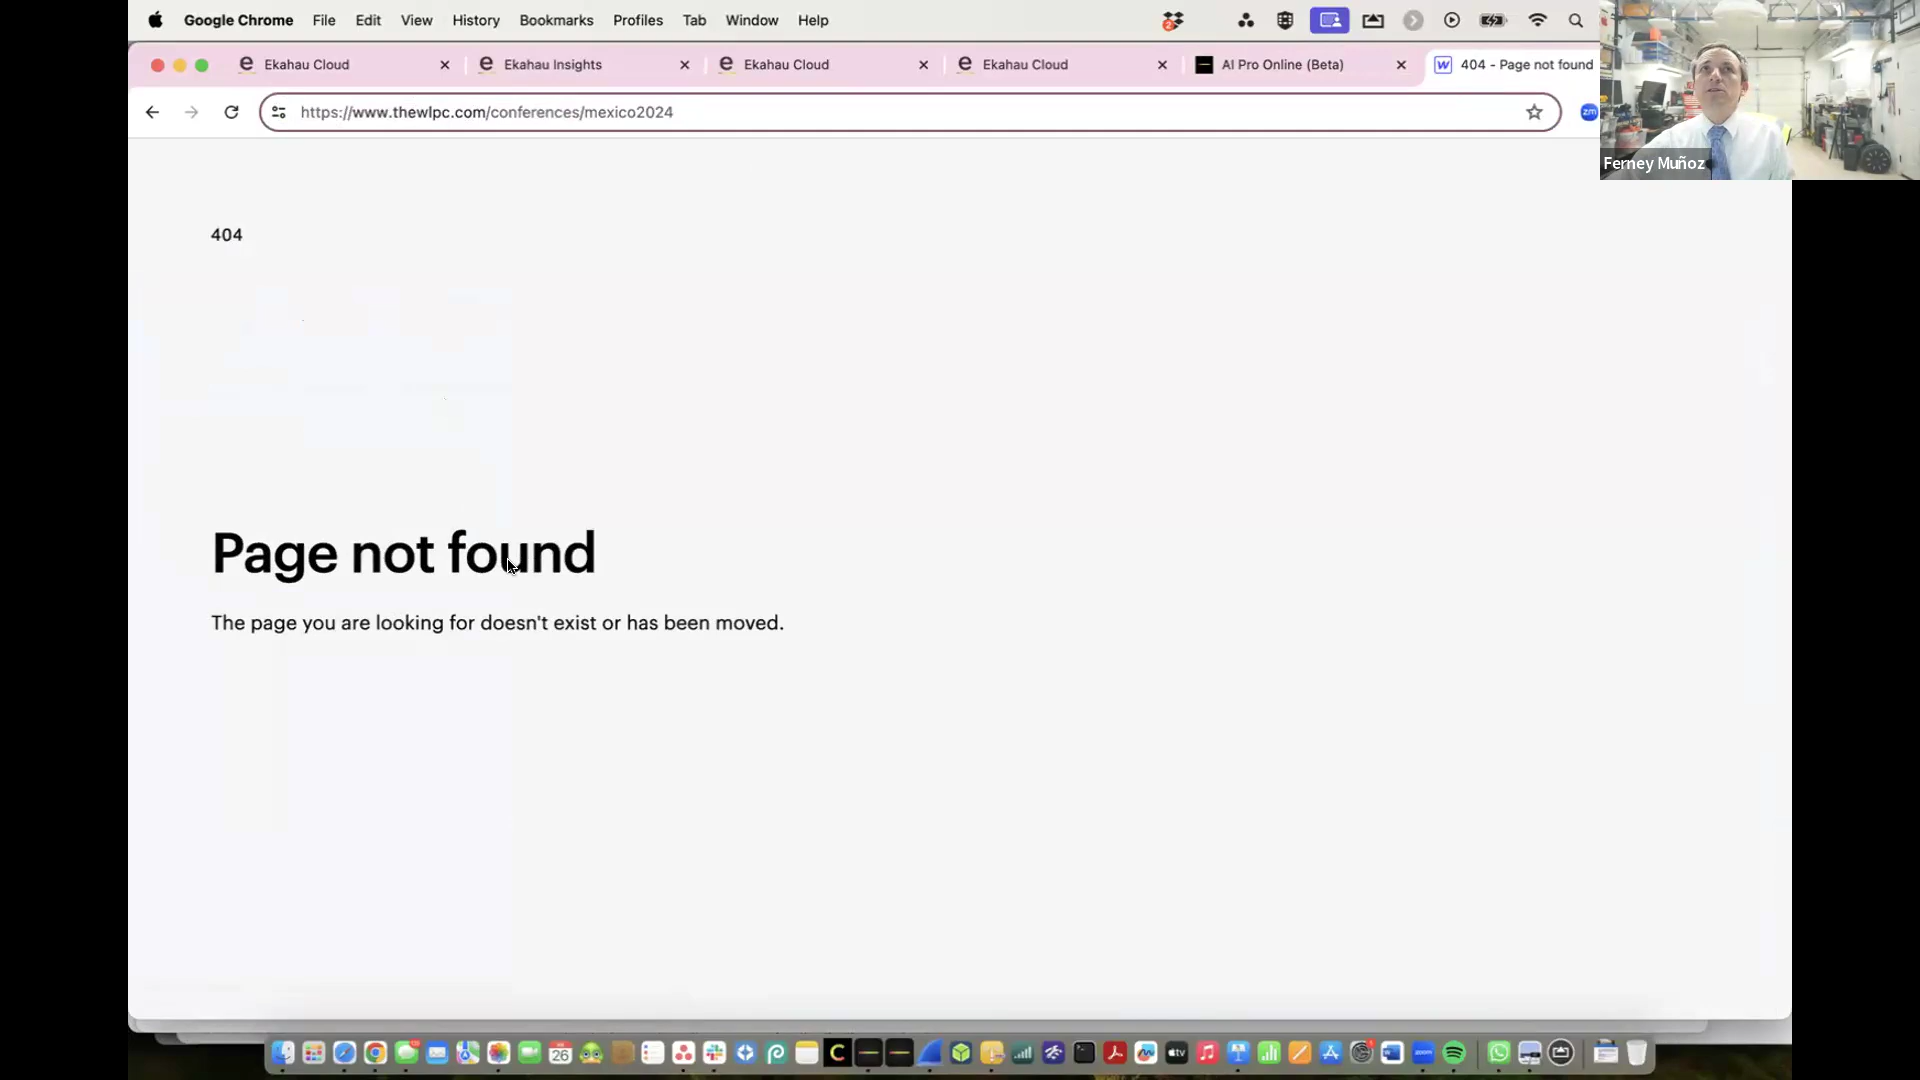 Google Chrome File Edit View History Bookmarks Profiles Tab Window Help
Ekahau Cloud Ekahau Insights Ekahau Cloud Ekahau Cloud AI Pro Online (Beta) 404 - Page not found
https://www.thewlpc.com/conferences/mexico2024
zm
Ferney Muñoz
404
Page not found
The page you are looking for doesn't exist or has been moved.
26